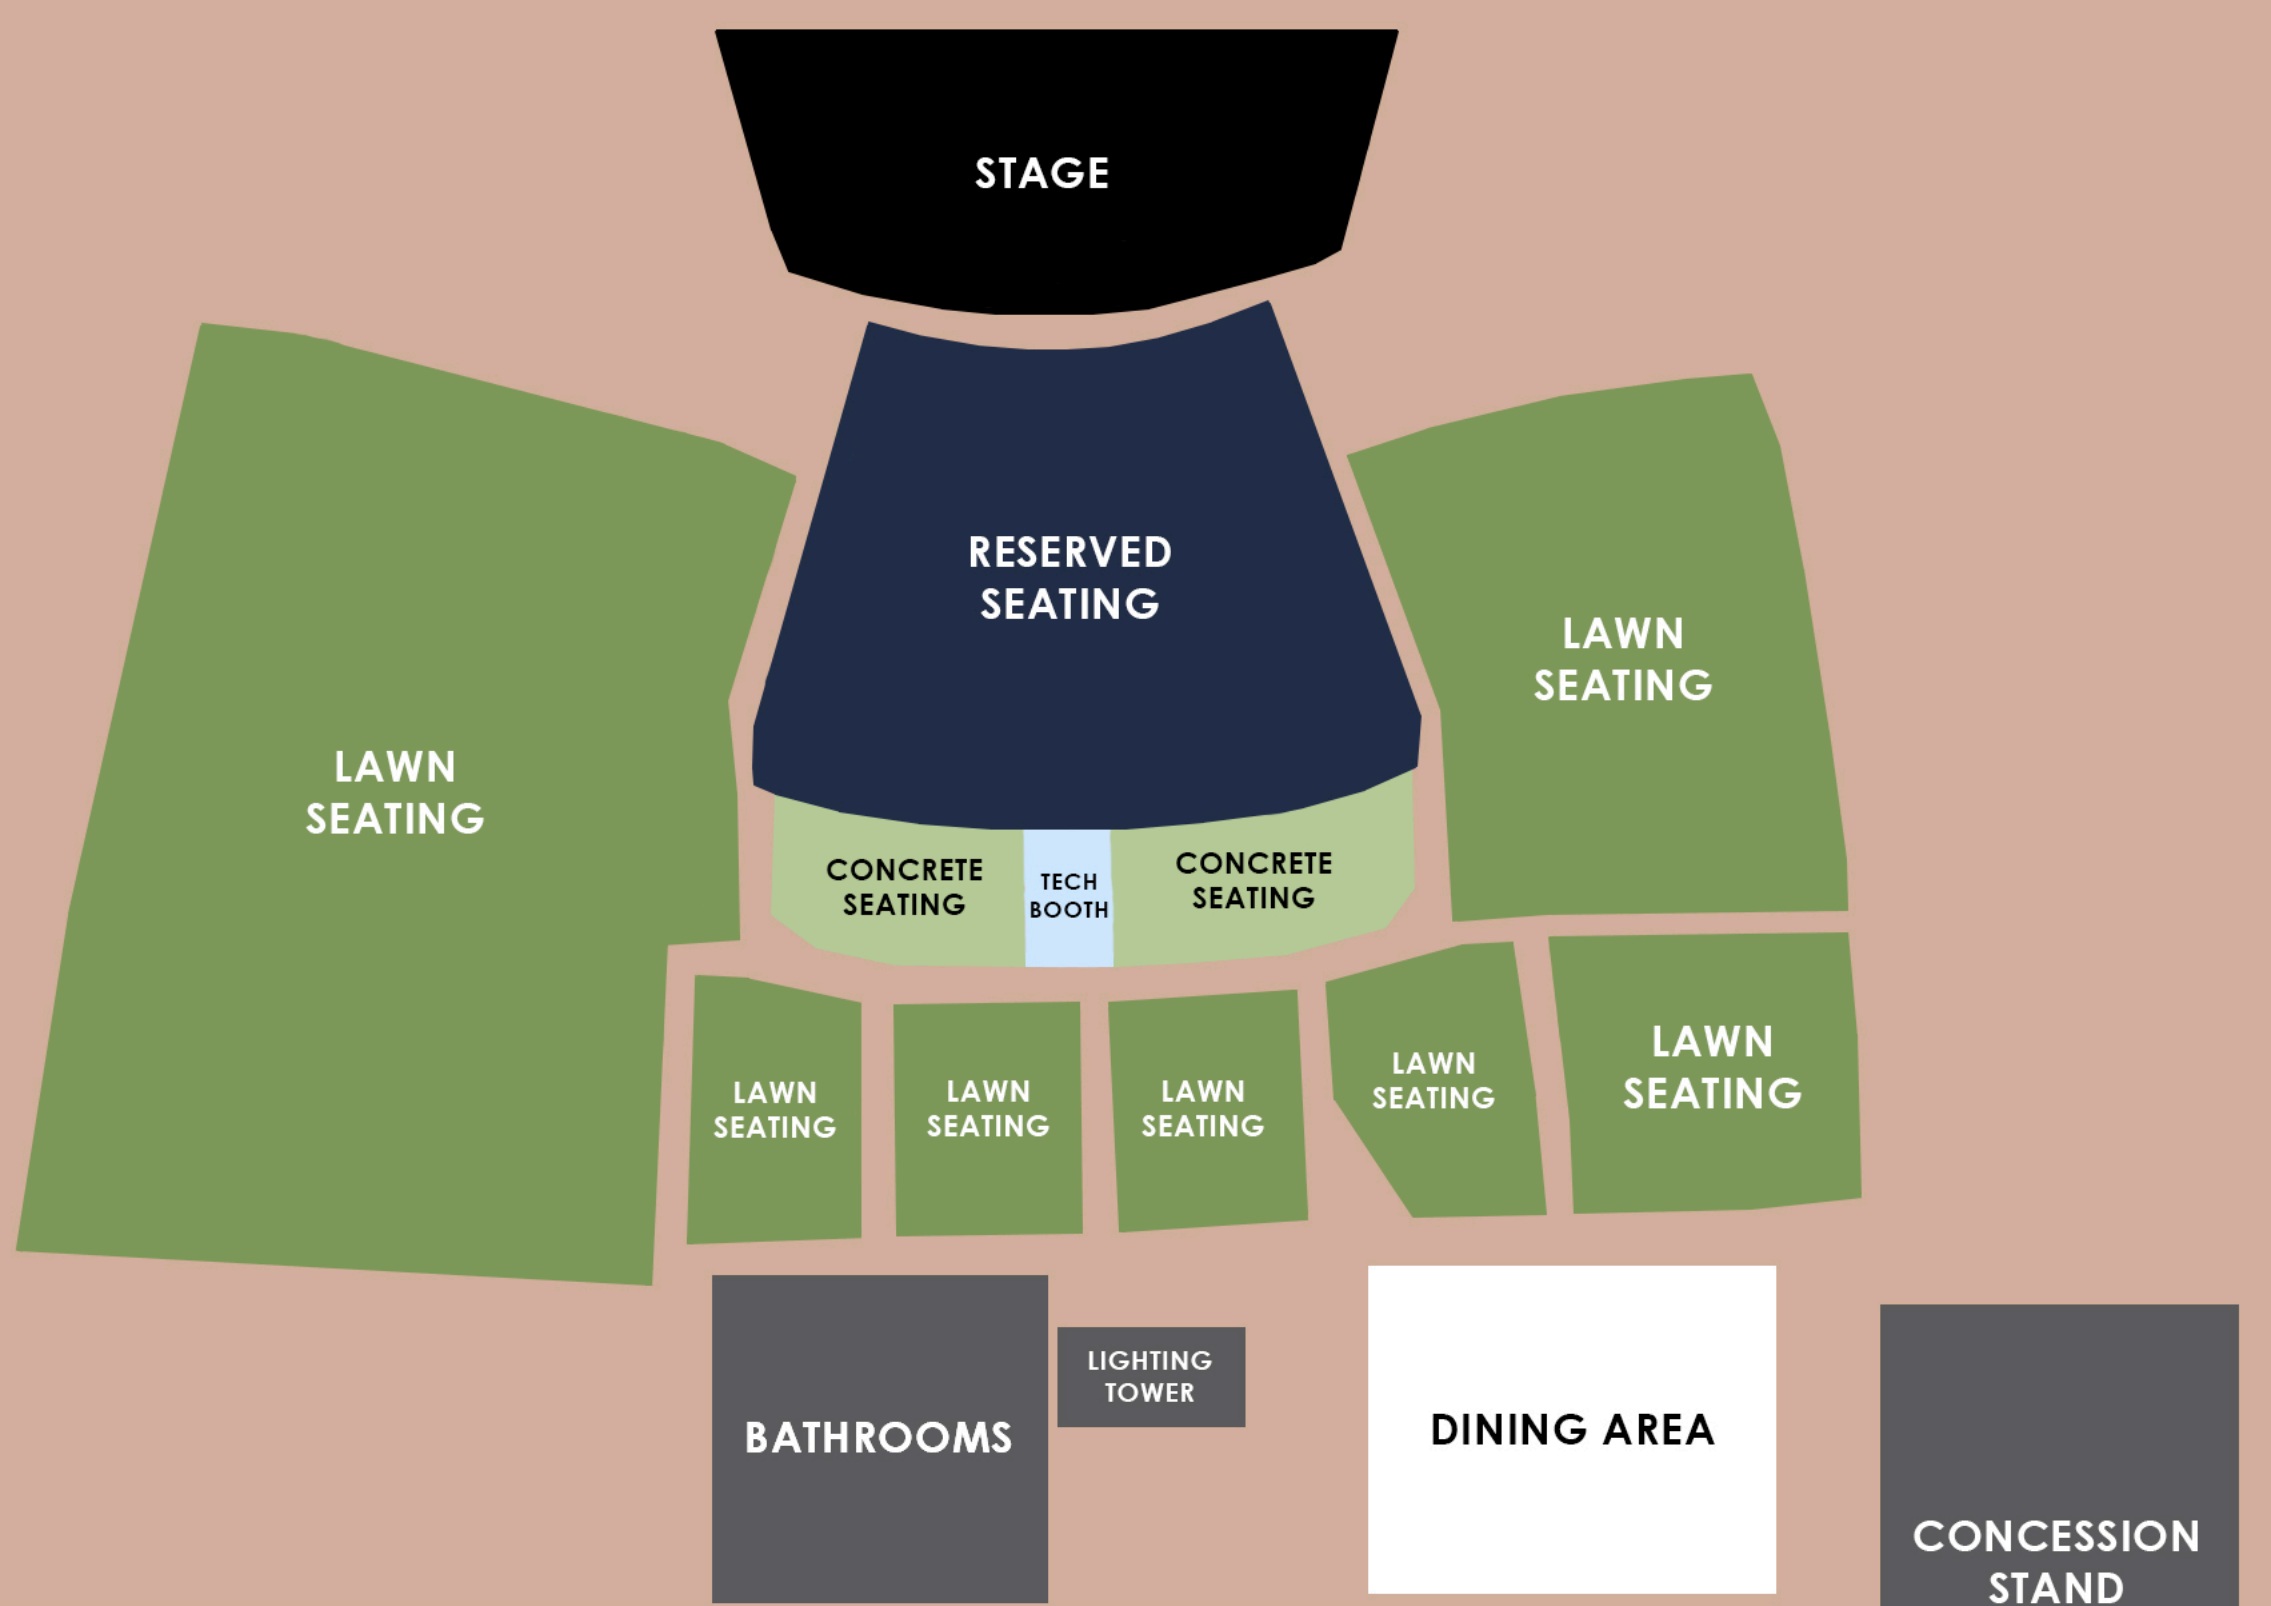 STAGE
RESERVED
SEATING
LAWN
SEATING
LAWN
SEATING
CONCRETE
SEATING
TECH
BOOTH
CONCRETE
SEATING
LAWN
SEATING
LAWN
SEATING
LAWN
SEATING
LAWN
SEATING
LAWN
SEATING
BATHROOMS
LIGHTING
TOWER
DINING AREA
CONCESSION
STAND